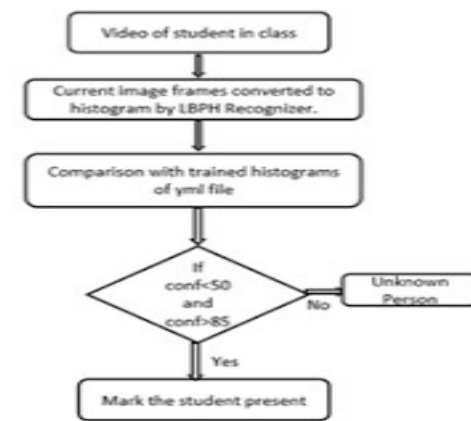 Video of student in class
Current image frames converted to
histogram by LBPH Recognizer.
Comparison with trained histograms
of yml file
If
conf<50
and
conf>85
No
Unknown
Person
Yes
Mark the student present